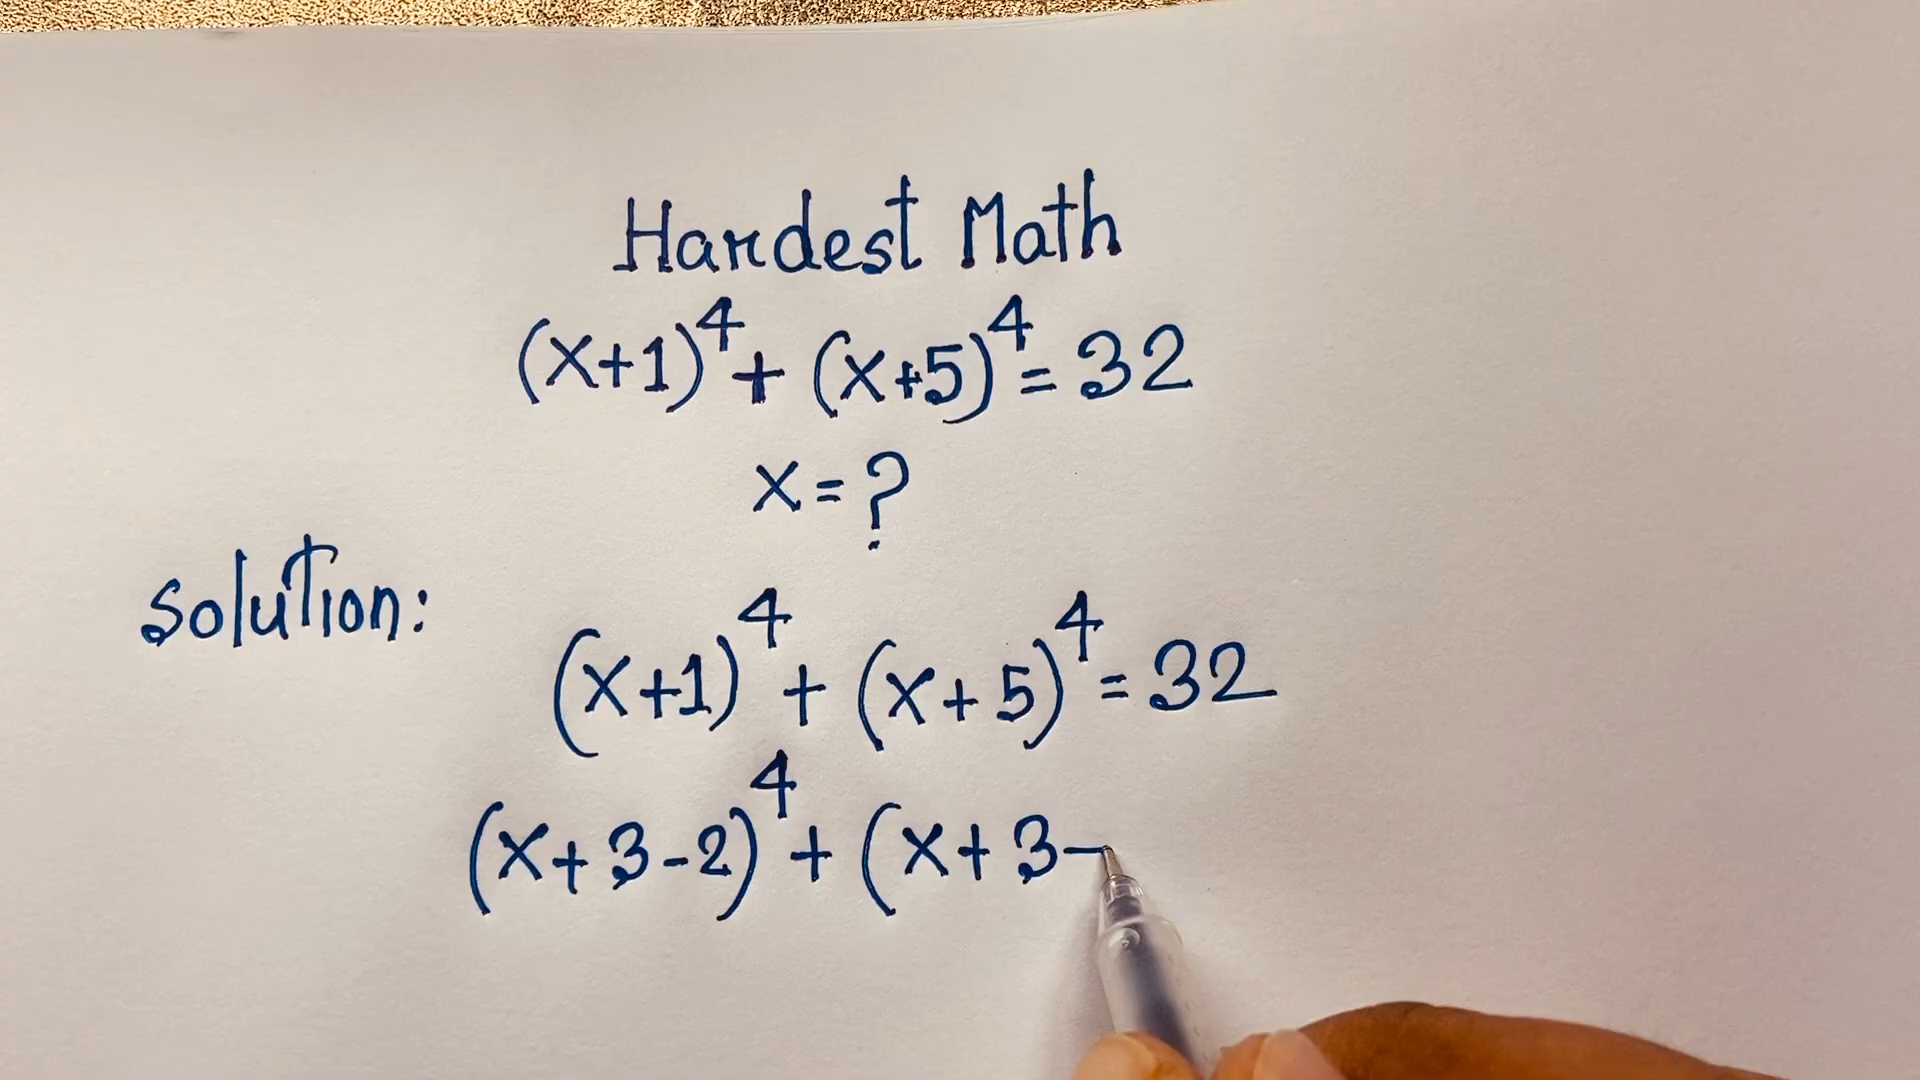 Hardest Math
(x+1)⁴ + (x+5)⁴ = 32
x = ?
Solution:
(x+1)⁴ + (x+5)⁴ = 32
(x+3-2)⁴ + (x+3-